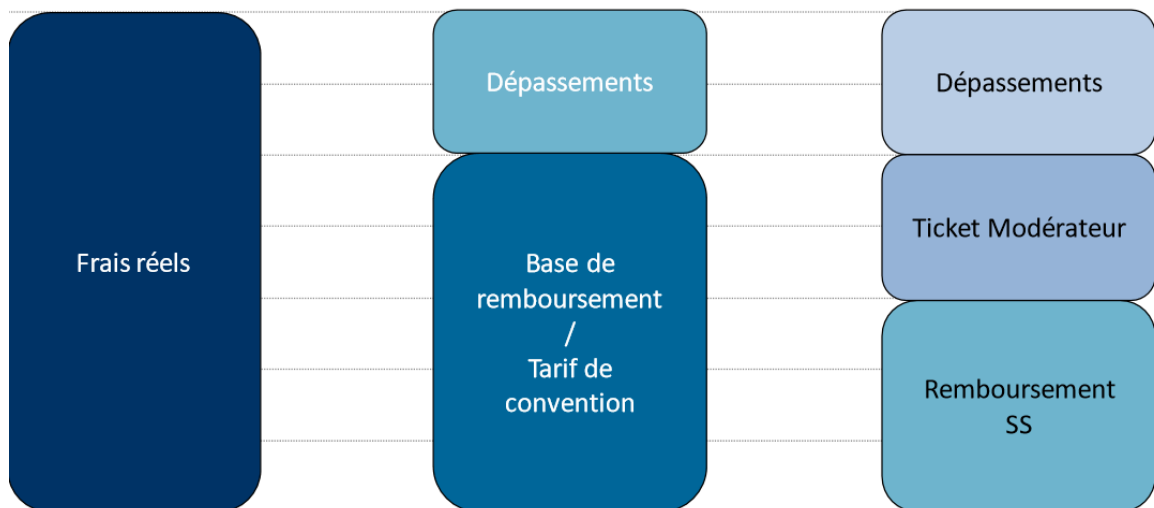 Frais réels
Dépassements
Base de
remboursement
/
Tarif de
convention
Dépassements
Ticket Modérateur
Remboursement
SS